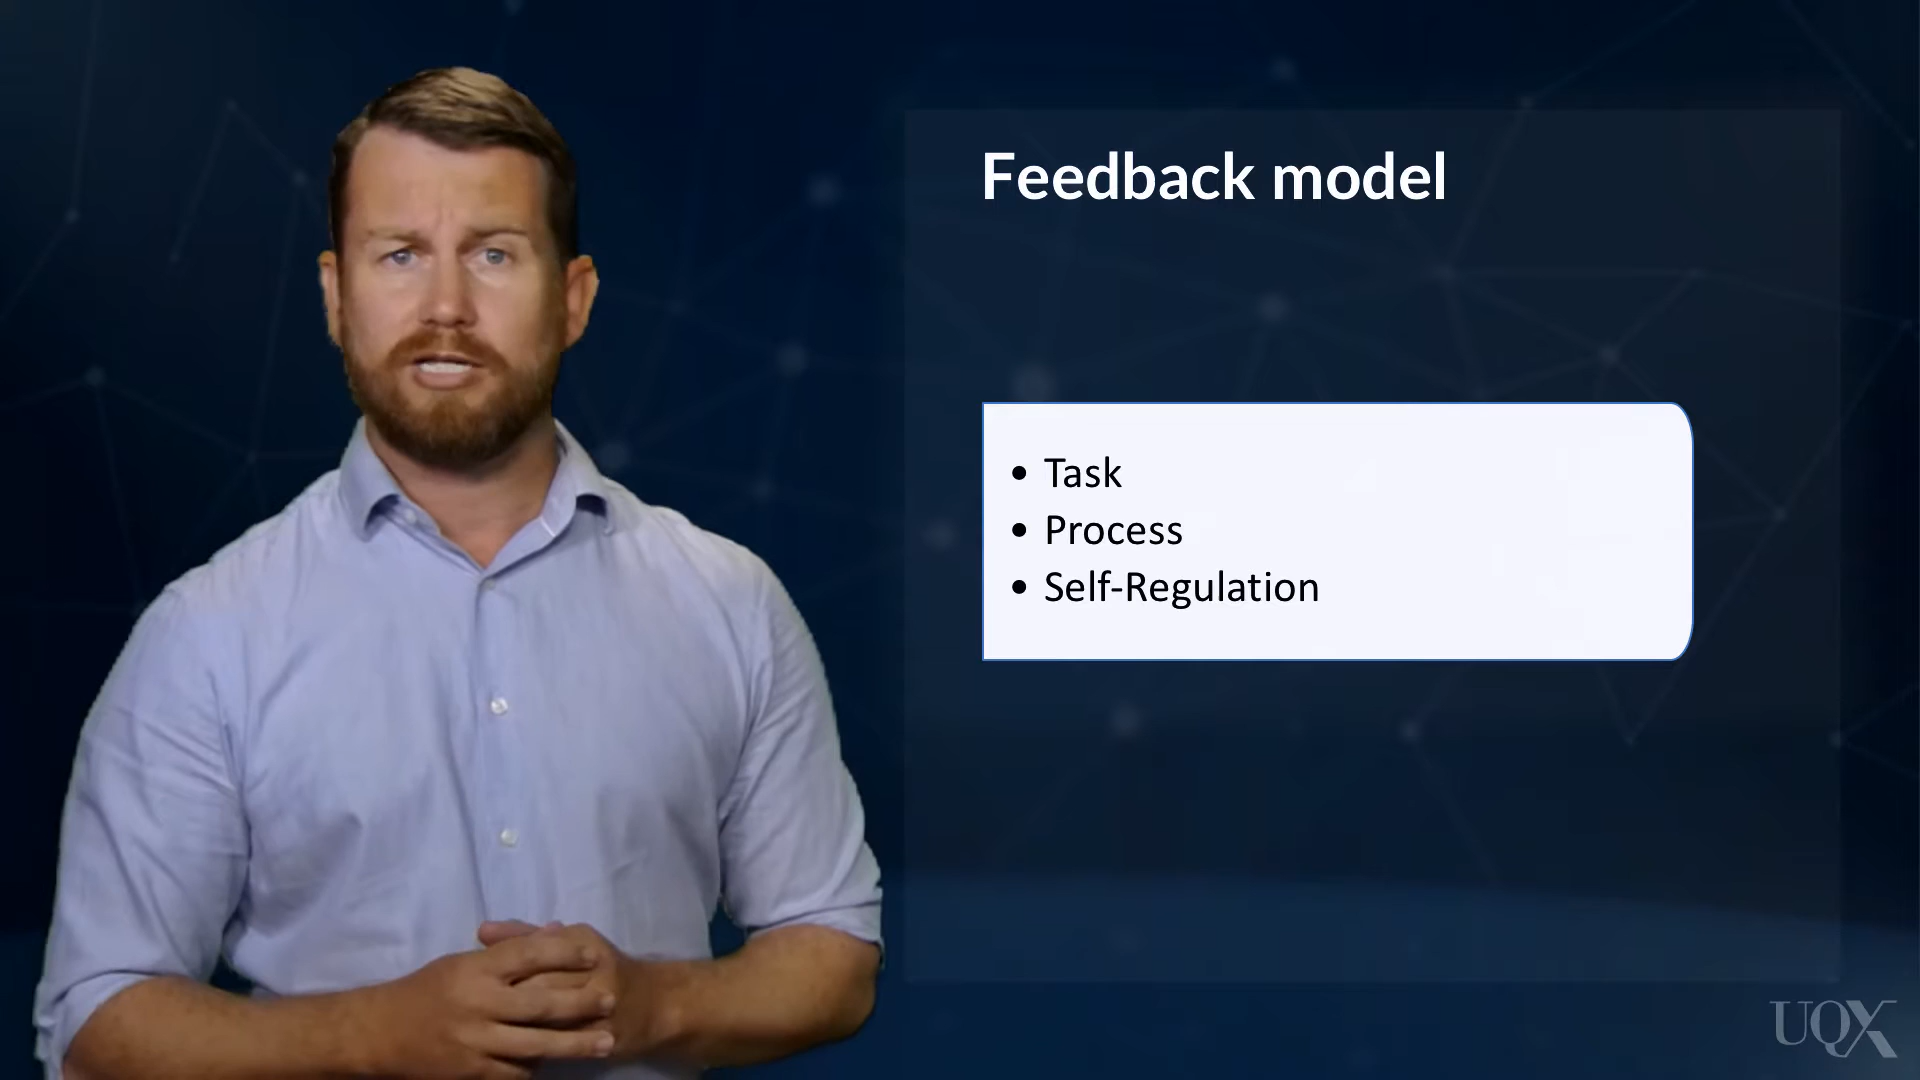 Feedback model
• Task
• Process
• Self-Regulation
UQX